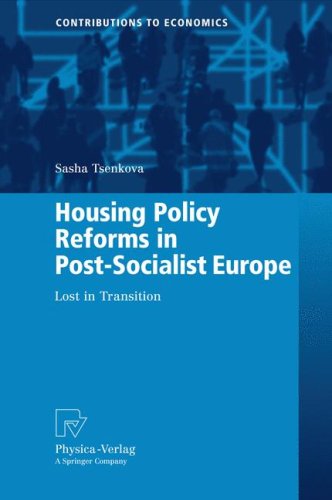 CONTRIBUTIONS TO ECONOMICS
Sasha Tsenkova
Housing Policy
Reforms in
Post-Socialist Europe
Lost in Transition
Physica-Verlag
A Springer Company